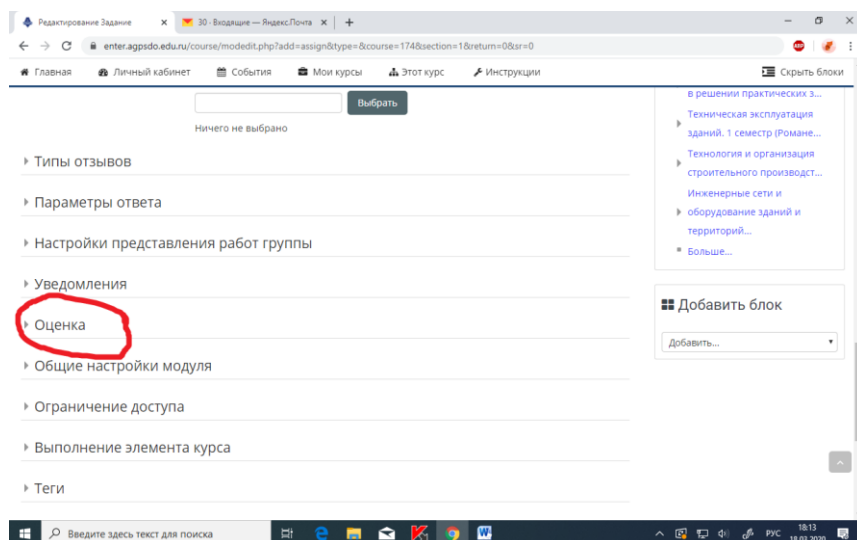 Редактирование Задание
30 · Входящие — Яндекс.Почта
enter.agpsdo.edu.ru/course/modedit.php?add=assign&type=&course=174&section=1&return=0&sr=0
Главная Личный кабинет События Мои курсы Этот курс Инструкции Скрыть блоки
Выбрать
Ничего не выбрано
Типы отзывов
Параметры ответа
Настройки представления работ группы
Уведомления
Оценка
Общие настройки модуля
Ограничение доступа
Выполнение элемента курса
Теги
в решении практических з...
Техническая эксплуатация
зданий. 1 семестр (Романе...
Технология и организация
строительного производст...
Инженерные сети и
оборудование зданий и
территорий...
Больше...
Добавить блок
Добавить...
Введите здесь текст для поиска
РУС
18:13
18.03.2020